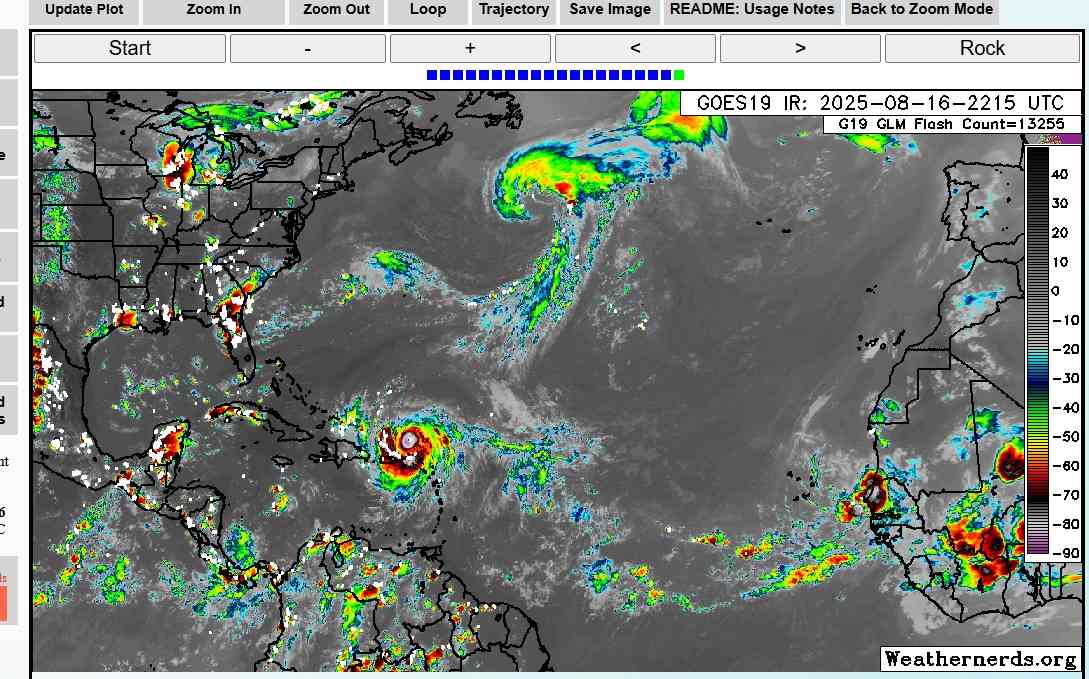 Update Plot Zoom In Zoom Out Loop Trajectory Save Image README: Usage Notes Back to Zoom Mode
Start - + < > Rock
GOES19 IR: 2025-08-16-2215 UTC
G19 GLM Flash Count=13255
40
30
20
10
0
-10
-20
-30
-40
-50
-60
-70
-80
-90
Weathernerds.org